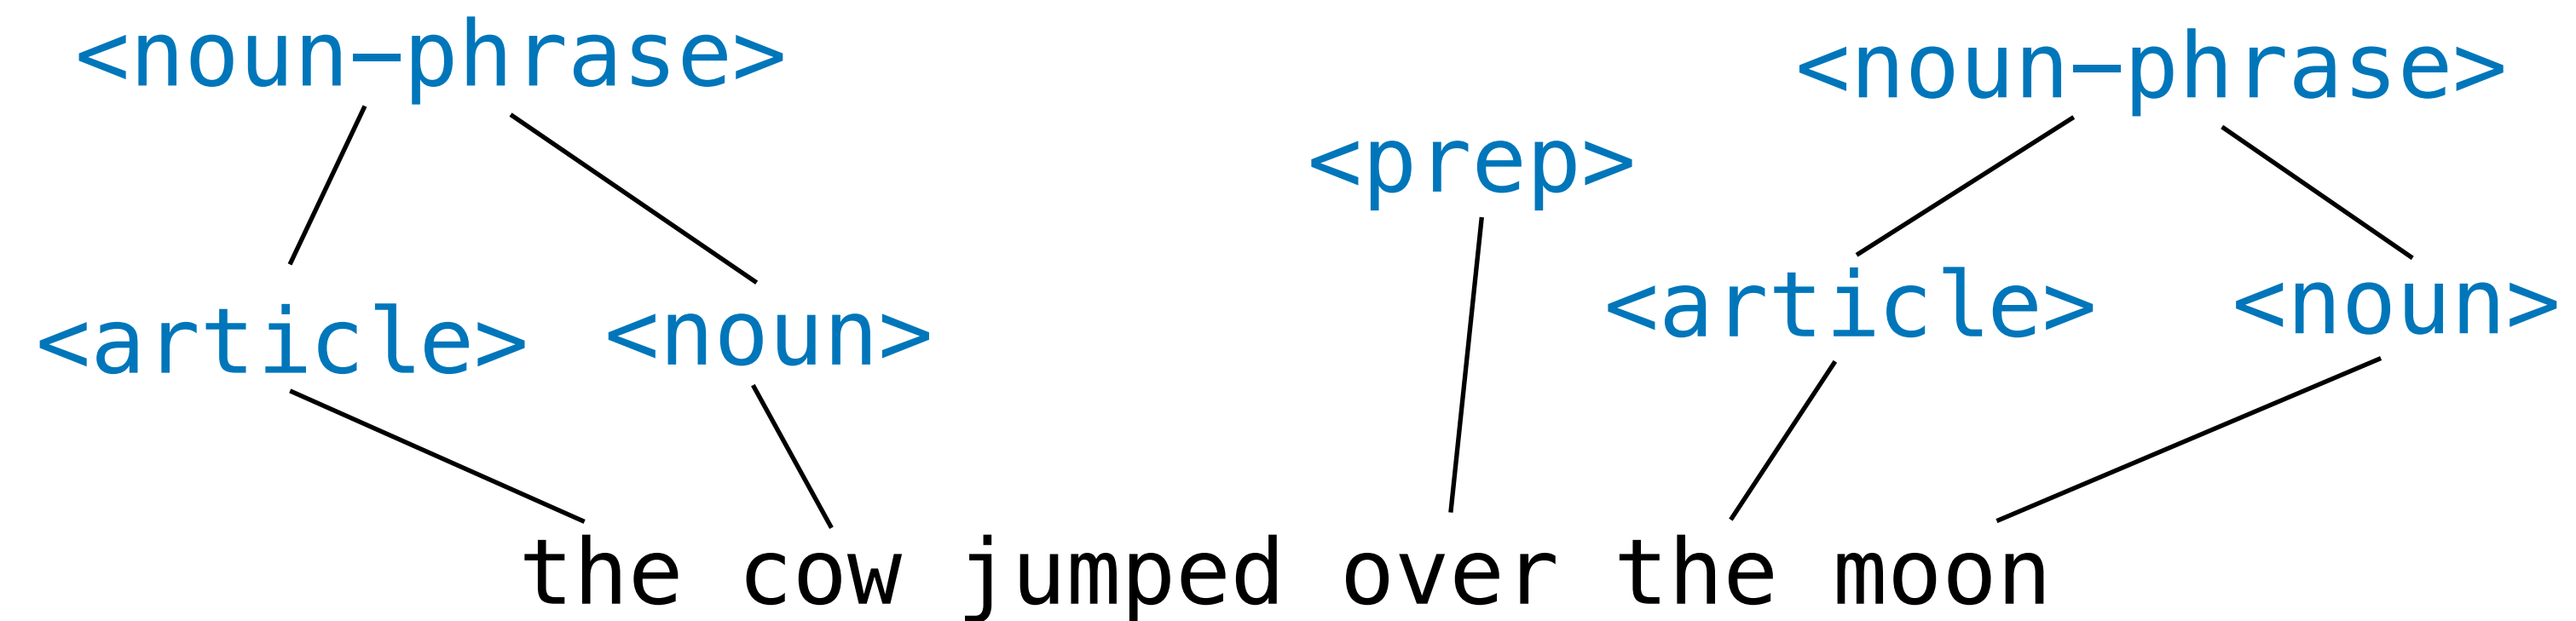 <noun-phrase> <noun-phrase>
<prep>
<article> <noun> <article> <noun>
the cow jumped over the moon